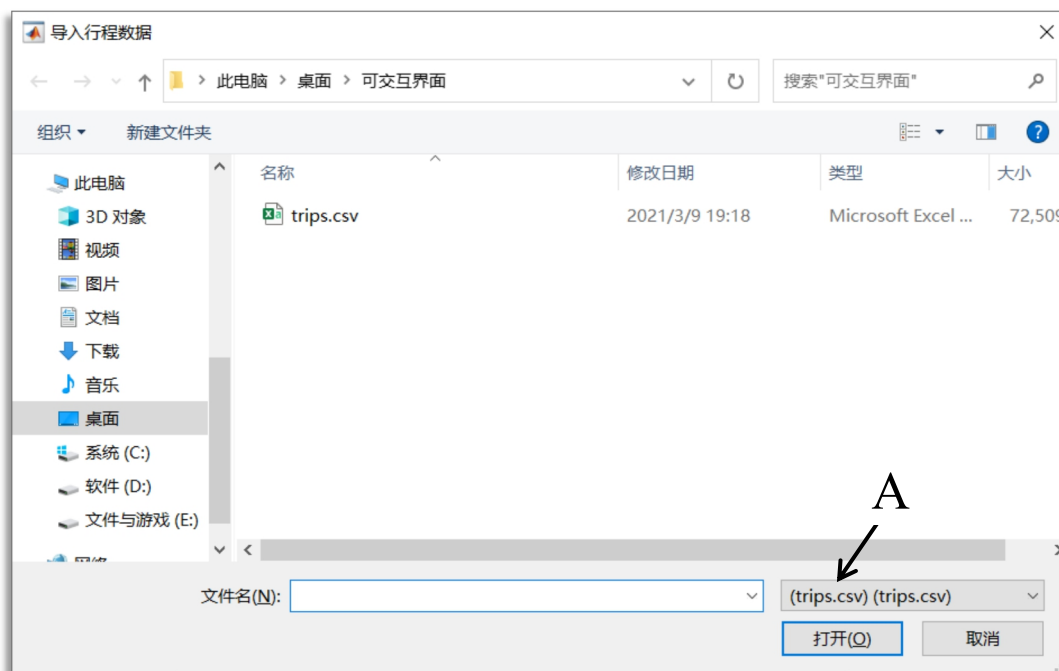 导入行程数据
此电脑 > 桌面 > 可交互界面
搜索"可交互界面"
组织 新建文件夹
?
名称 修改日期 类型 大小
trips.csv 2021/3/9 19:18 Microsoft Excel ... 72,509
此电脑
3D 对象
视频
图片
文档
下载
音乐
桌面
系统 (C:)
软件 (D:)
文件与游戏 (E:)
A
文件名(N): (trips.csv) (trips.csv)
打开(O) 取消